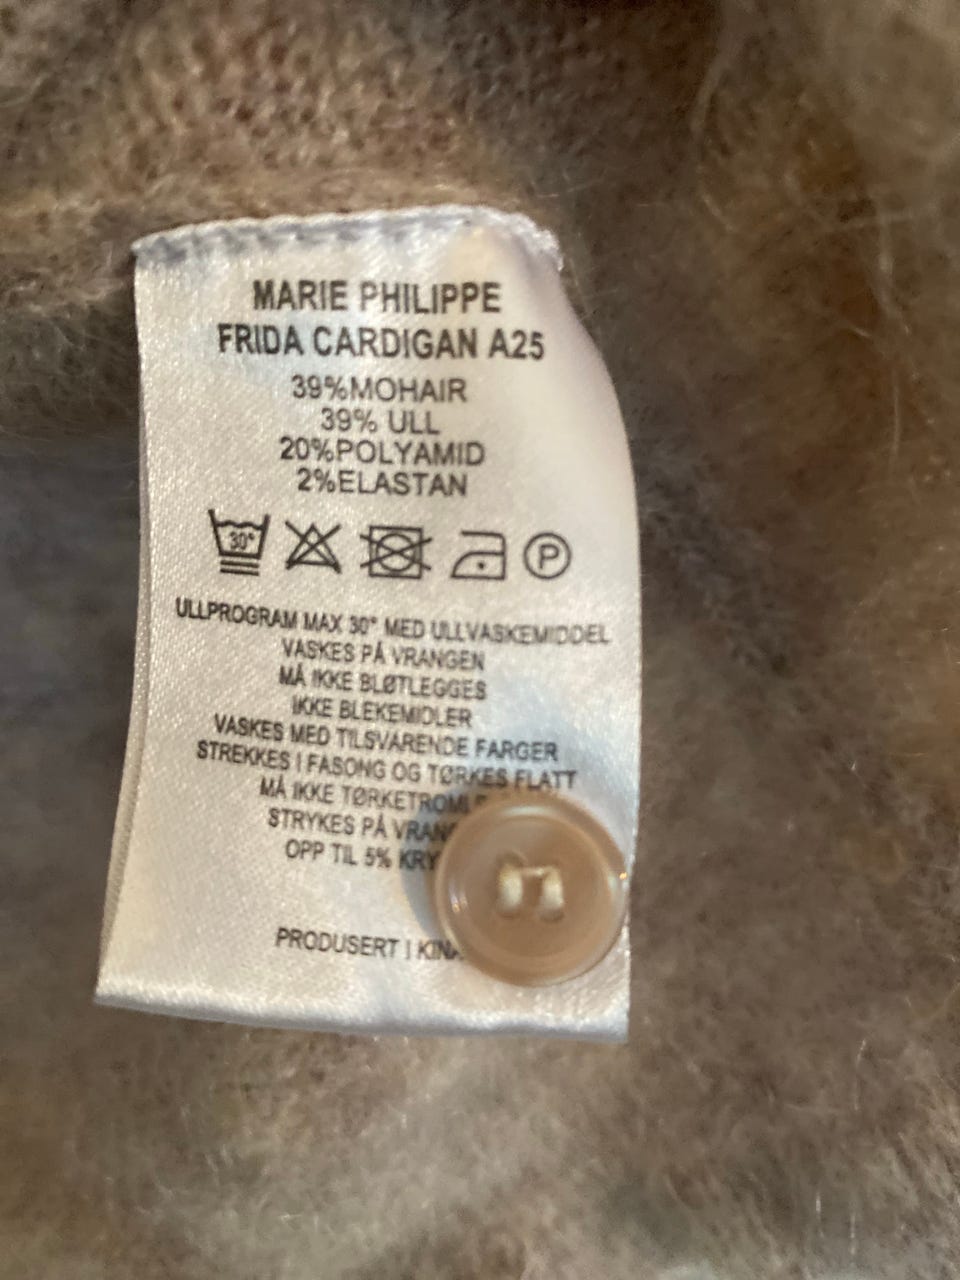 MARIE PHILIPPE
FRIDA CARDIGAN A25
39%MOHAIR
39% ULL
20%POLYAMID
2%ELASTAN
30° P
ULLPROGRAM MAX 30° MED ULLVASKEMIDDEL
VASKES PÅ VRANGEN
MÅ IKKE BLØTLEGGES
IKKE BLEKEMIDLER
VASKES MED TILSVARENDE FARGER
STREKKES I FASONG OG TØRKES FLATT
MÅ IKKE
STRYKES PÅ
OPP TIL 5%
PRODUSERT I